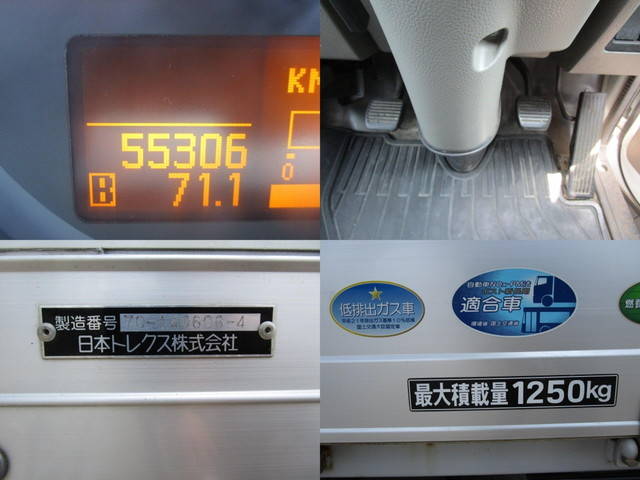 KM
55306
B 71.1
0
製造番号
日本トレクス株式会社
低排出ガス車
適合車
最大積載量1250kg